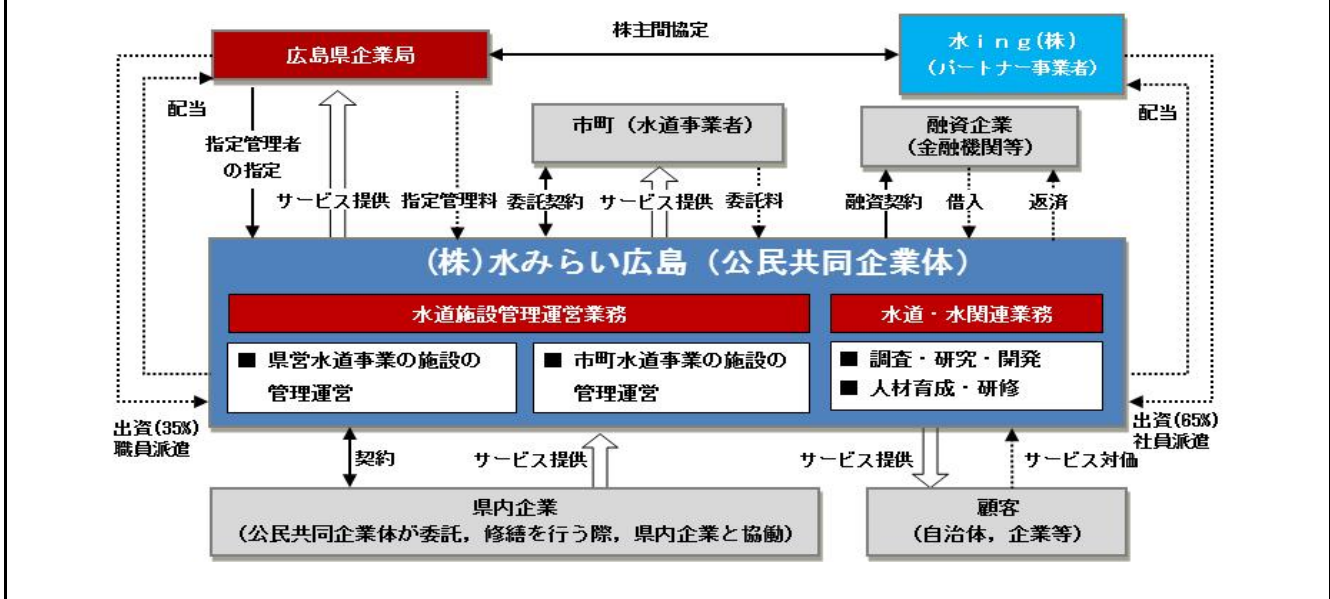 株主間協定
広島県企業局
水ing(株)
(パートナー事業者)
配当
配当
市町（水道事業者）
融資企業
(金融機関等)
指定管理者
の指定
サービス提供
指定管理料
委託契約
サービス提供
委託料
融資契約
借入
返済
(株)水みらい広島（公民共同企業体）
水道施設管理運営業務
水道・水関連業務
■ 県営水道事業の施設の
管理運営
■ 市町水道事業の施設の
管理運営
■ 調査・研究・開発
■ 人材育成・研修
出資(35%)
職員派遣
出資(65%)
社員派遣
契約
サービス提供
サービス提供
サービス対価
県内企業
(公民共同企業体が委託，修繕を行う際，県内企業と協働)
顧客
(自治体，企業等)